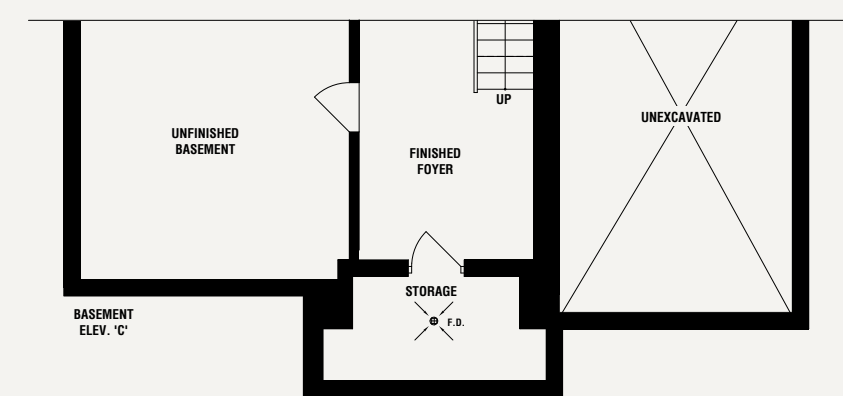 UP
UNFINISHED
BASEMENT
FINISHED
FOYER
UNEXCAVATED
STORAGE
F.D.
BASEMENT
ELEV. 'C'